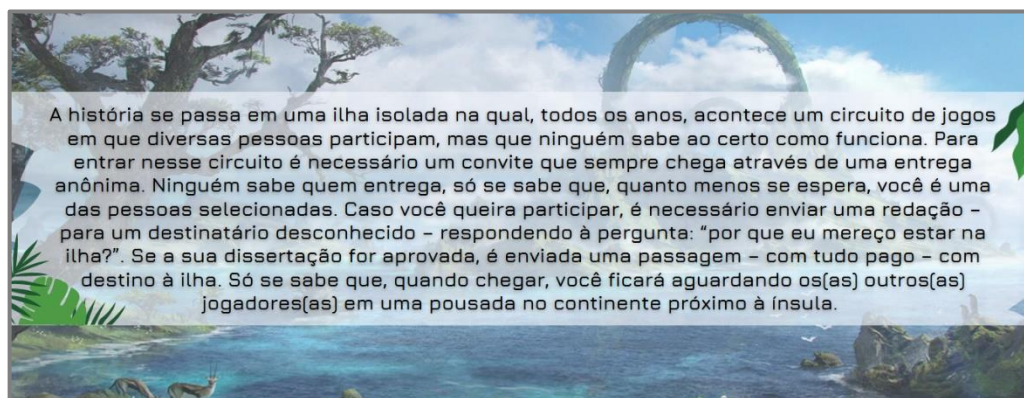 A história se passa em uma ilha isolada na qual, todos os anos, acontece um circuito de jogos
em que diversas pessoas participam, mas que ninguém sabe ao certo como funciona. Para
entrar nesse circuito é necessário um convite que sempre chega através de uma entrega
anônima. Ninguém sabe quem entrega, só se sabe que, quanto menos se espera, você é uma
das pessoas selecionadas. Caso você queira participar, é necessário enviar uma redação –
para um destinatário desconhecido – respondendo à pergunta: “por que eu mereço estar na
ilha?”. Se a sua dissertação for aprovada, é enviada uma passagem – com tudo pago – com
destino à ilha. Só se sabe que, quando chegar, você ficará aguardando os(as) outros(as)
jogadores(as) em uma pousada no continente próximo à ínsula.